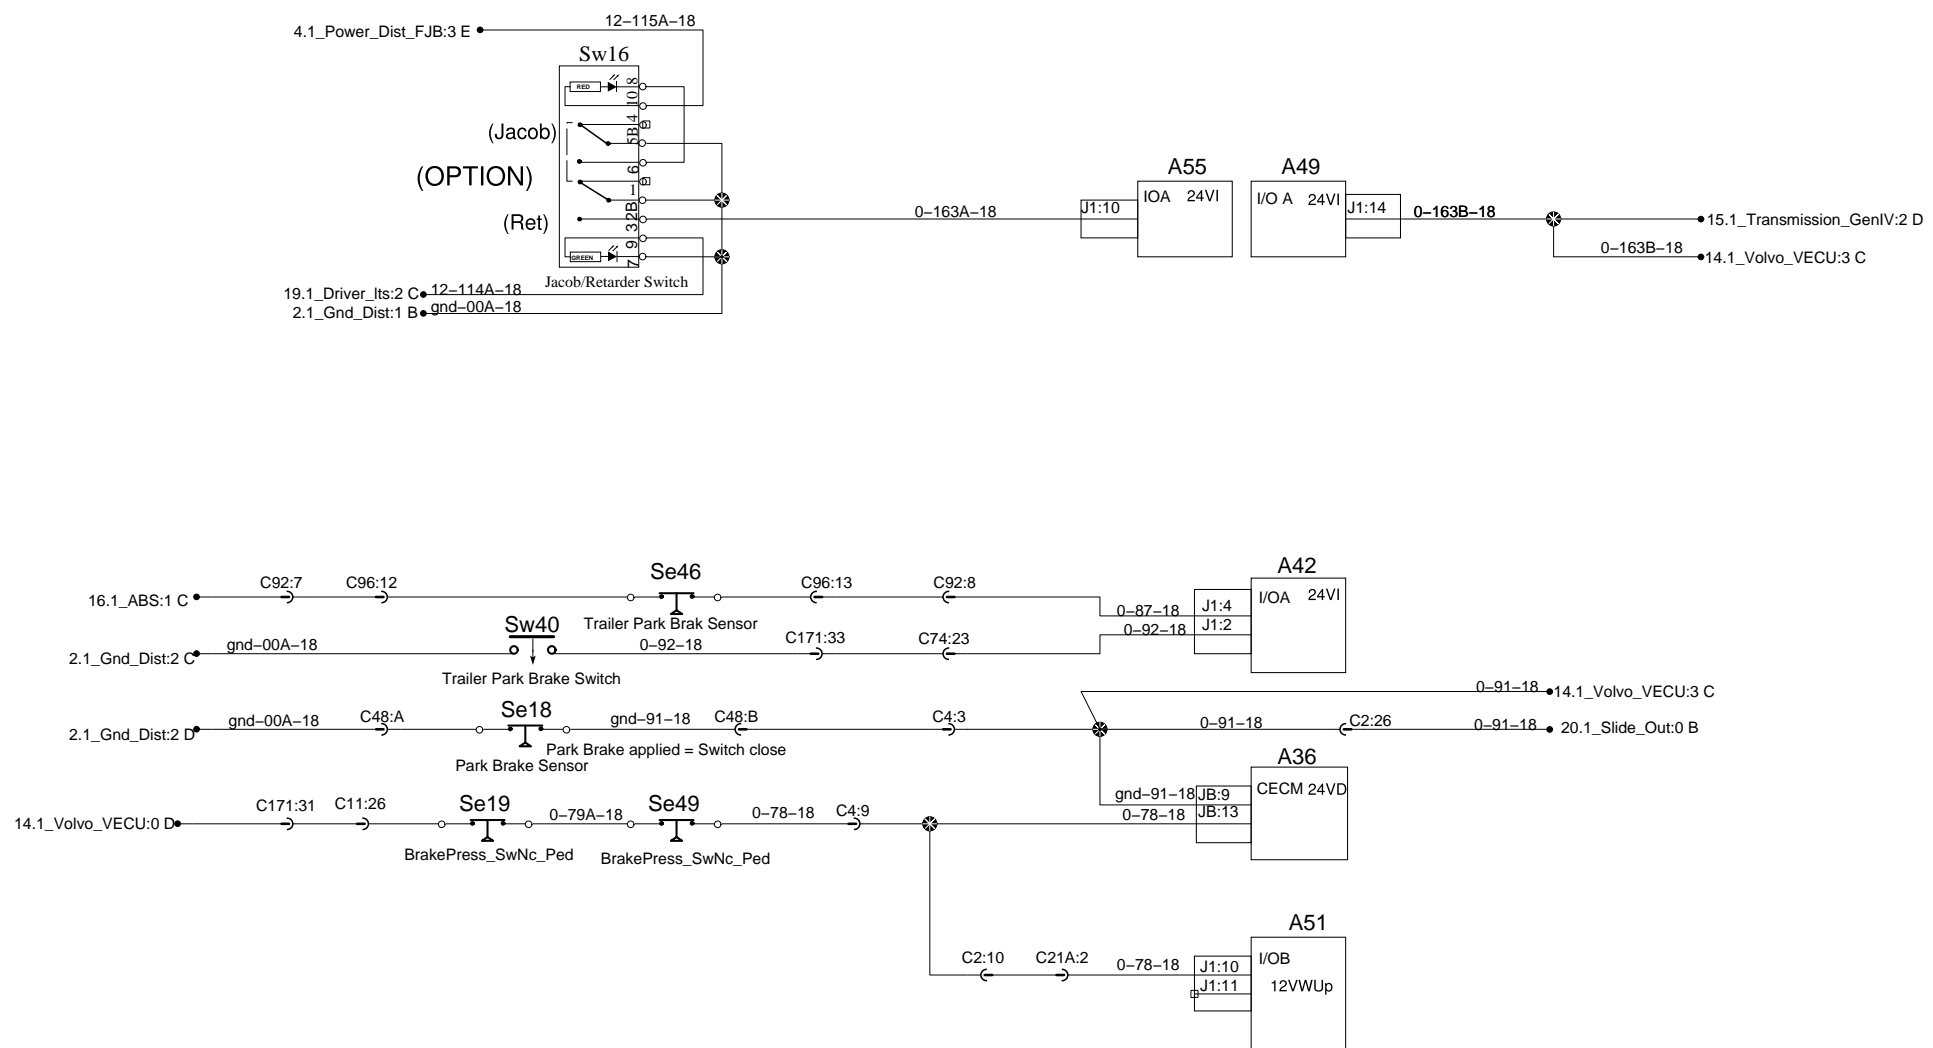 12–115A–18
4.1_Power_Dist_FJB:3 E
Sw16
RED
8
10
4
(Jacob)
5B
(OPTION)
6
1
2B
(Ret)
3
9
GREEN
7
Jacob/Retarder Switch
19.1_Driver_lts:2 C
12–114A–18
2.1_Gnd_Dist:1 B
gnd–00A–18
0–163A–18
A55
IOA 24VI
J1:10
A49
I/O A 24VI
J1:14
0–163B–18
15.1_Transmission_GenIV:2 D
0–163B–18
14.1_Volvo_VECU:3 C
16.1_ABS:1 C
C92:7
C96:12
Se46
Trailer Park Brak Sensor
C96:13
C92:8
0–87–18
A42
I/OA 24VI
J1:4
J1:2
2.1_Gnd_Dist:2 C
gnd–00A–18
Sw40
Trailer Park Brake Switch
0–92–18
C171:33
C74:23
0–92–18
0–91–18
14.1_Volvo_VECU:3 C
2.1_Gnd_Dist:2 D
gnd–00A–18
C48:A
Se18
Park Brake Sensor
gnd–91–18
Park Brake applied = Switch close
C48:B
C4:3
0–91–18
C2:26
0–91–18
20.1_Slide_Out:0 B
A36
CECM 24VD
gnd–91–18
JB:9
0–78–18
JB:13
14.1_Volvo_VECU:0 D
C171:31
C11:26
Se19
BrakePress_SwNc_Ped
0–79A–18
Se49
BrakePress_SwNc_Ped
0–78–18
C4:9
A51
I/OB
12VWUp
C2:10
C21A:2
0–78–18
J1:10
J1:11